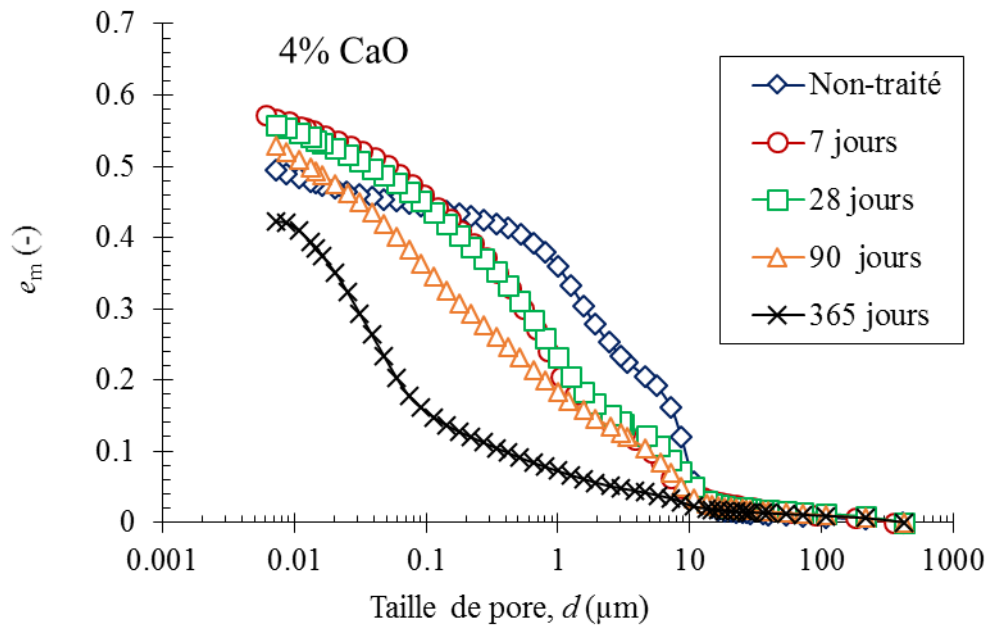 4% CaO
0.7
0.6
0.5
0.4
0.3
0.2
0.1
0
e_m (-)
0.001
0.01
0.1
1
10
100
1000
Taille de pore, d (µm)
Non-traité
7 jours
28 jours
90 jours
365 jours